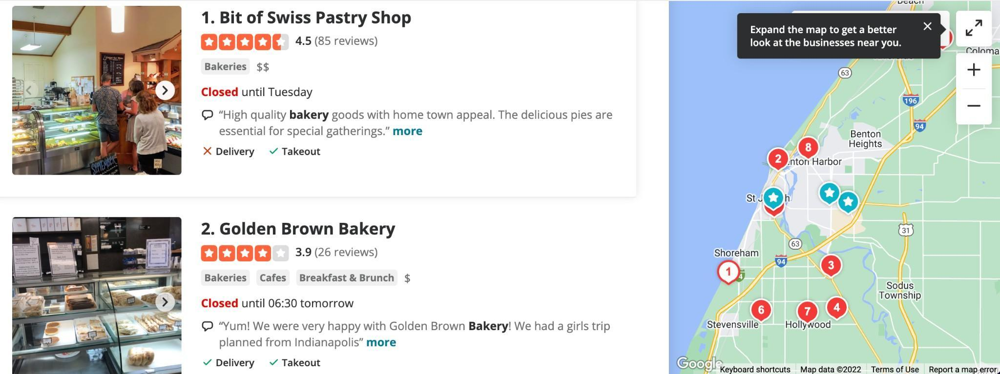 1. Bit of Swiss Pastry Shop
4.5 (85 reviews)
Bakeries $$
Closed until Tuesday
“High quality bakery goods with home town appeal. The delicious pies are
essential for special gatherings.” more
Delivery Takeout
SEPTEMBER
2. Golden Brown Bakery
3.9 (26 reviews)
Bakeries Cafes Breakfast & Brunch $
Closed until 06:30 tomorrow
“Yum! We were very happy with Golden Brown Bakery! We had a girls trip
planned from Indianapolis” more
Delivery Takeout
Beach
Expand the map to get a better
look at the businesses near you.
Coloma
63
196
94
Benton
Heights
8
2
nton Harbor
St J h
31
63
Shoreham
94
3
1
4
Sodus
Township
6
7
4
Stevensville
Hollywood
Google
Keyboard shortcuts Map data ©2022 Terms of Use Report a map error